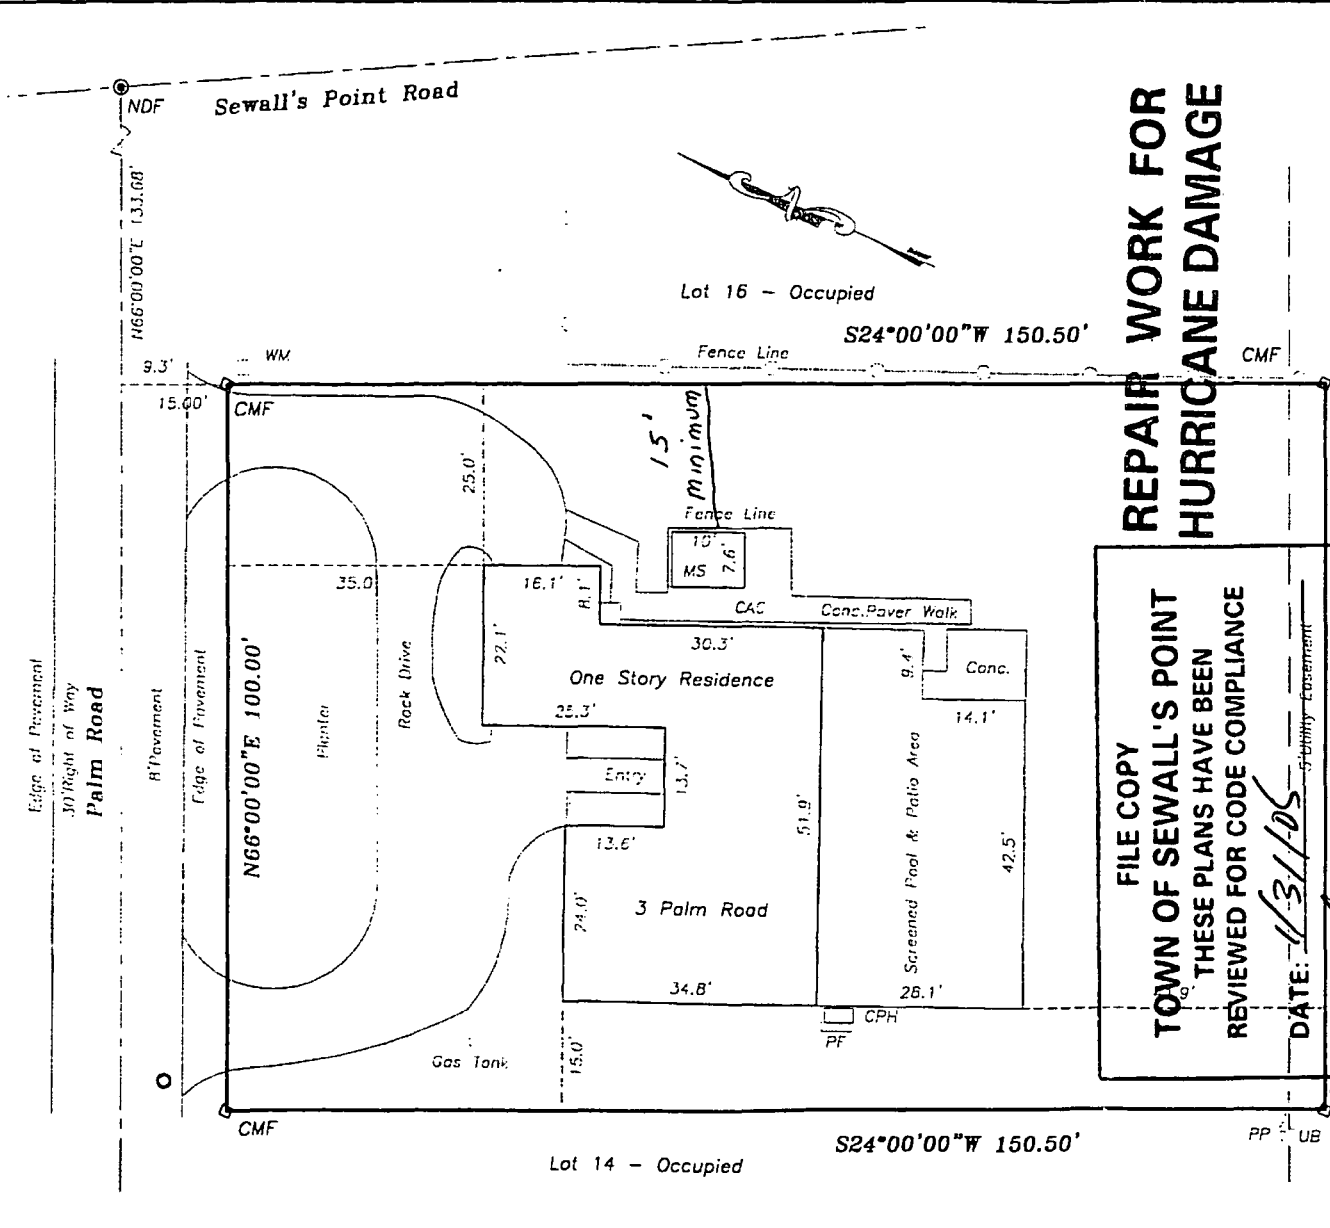 NDF
Sewall's Point Road
N66°00'00"E 133.68'
Lot 16 - Occupied
S24°00'00"W 150.50'
Fence Line
CMF
WM
9.3'
15.00'
CMF
25.0'
15'
minimum
Fence Line
10'
7.6'
MS
35.0
16.1'
8.1'
CAC
Conc.Paver Walk
30.3'
22.1'
One Story Residence
9.4'
Conc.
14.1'
25.3'
Entry
13.7'
13.6'
51.9'
Screened Pool & Patio Area
42.5'
24.0'
3 Palm Road
34.8'
28.1'
CPH
PF
15.0'
Gas Tank
Edge of Pavement
30'Right of Way
Palm Road
Edge of Pavement
N66°00'00"E 100.00'
Planter
Rock Drive
CMF
Lot 14 - Occupied
S24°00'00"W 150.50'
PP
UB
REPAIR WORK FOR
HURRICANE DAMAGE
FILE COPY
TOWN OF SEWALL'S POINT
THESE PLANS HAVE BEEN
REVIEWED FOR CODE COMPLIANCE
DATE: 1/31/05
Utility Easement